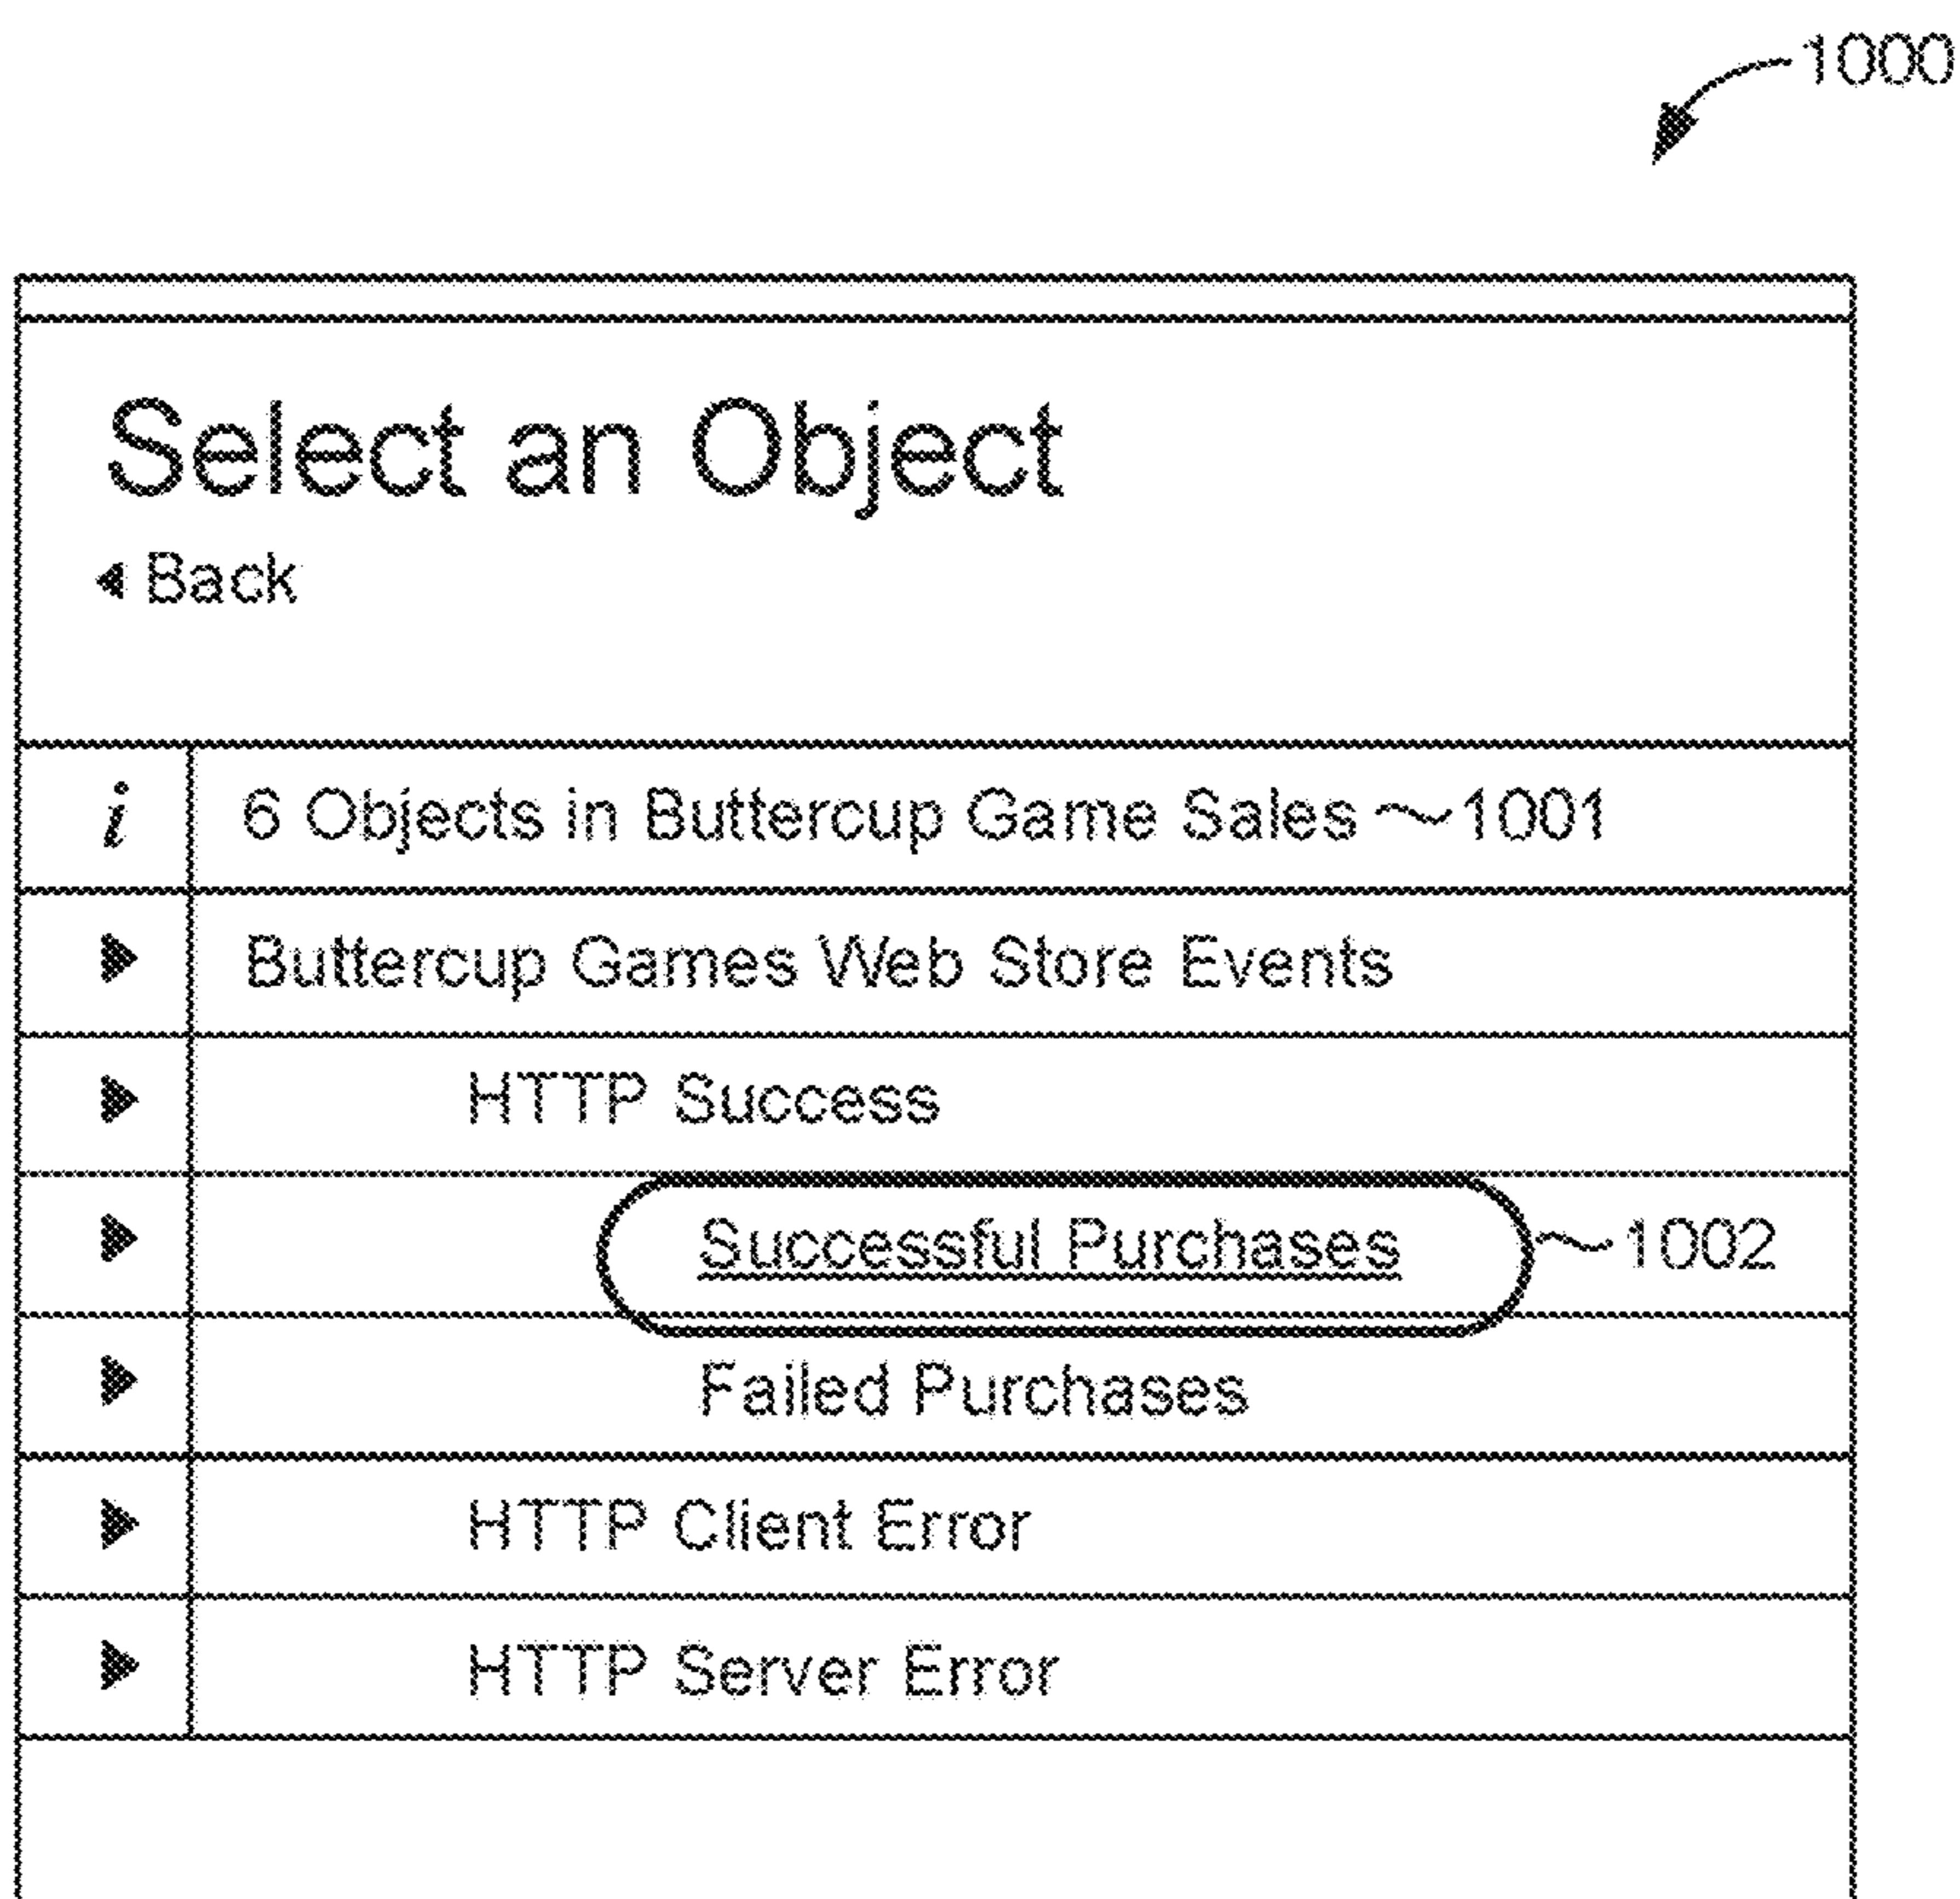 1000
Select an Object
Back
i 6 Objects in Buttercup Game Sales 1001
Buttercup Games Web Store Events
HTTP Success
Successful Purchases 1002
Failed Purchases
HTTP Client Error
HTTP Server Error